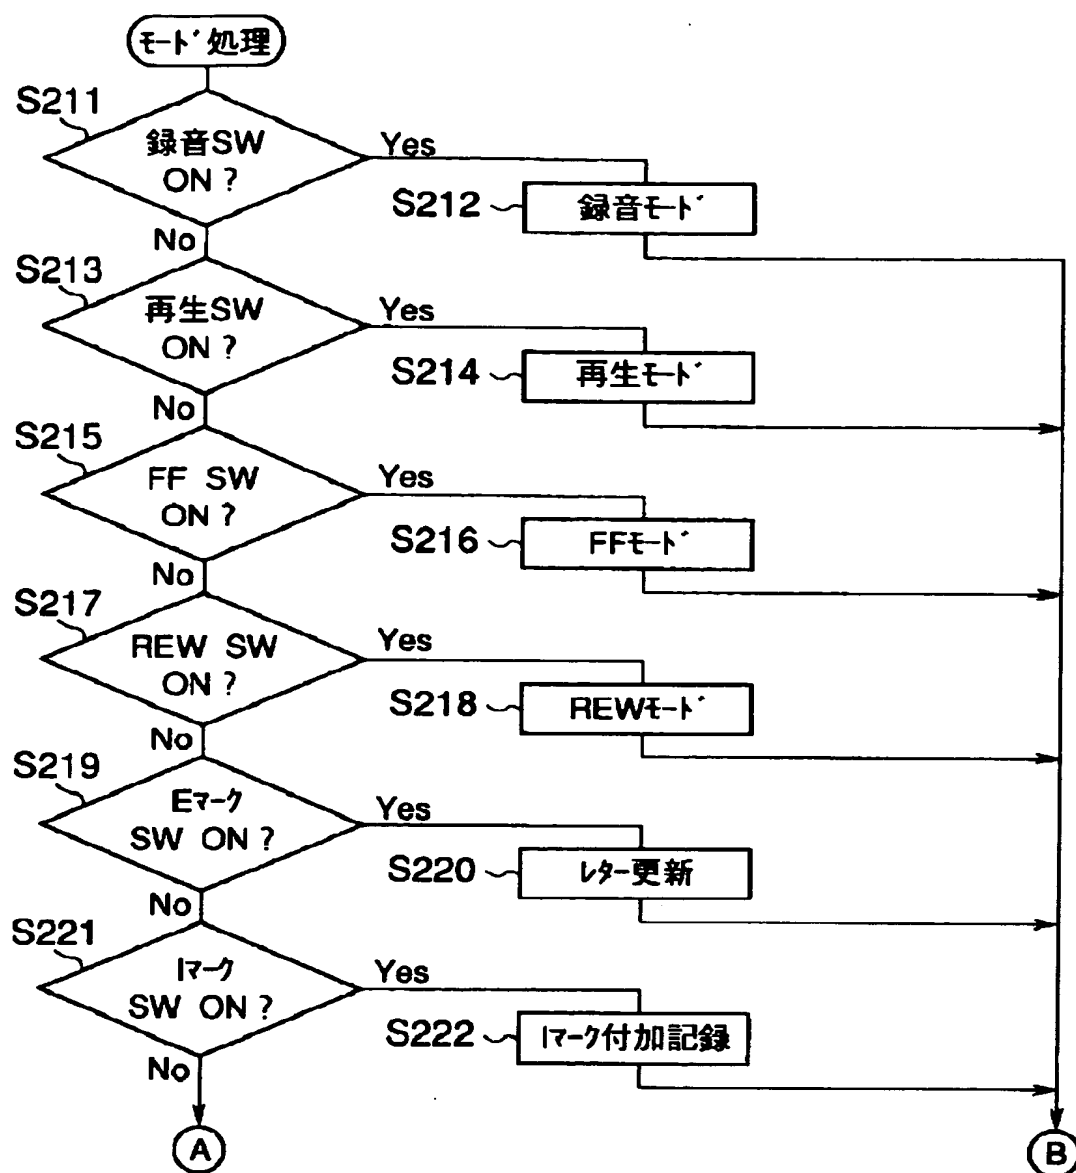 モード処理
S211
録音SW
ON?
Yes
S212
録音モード
No
S213
再生SW
ON?
Yes
S214
再生モード
No
S215
FF SW
ON?
Yes
S216
FFモード
No
S217
REW SW
ON?
Yes
S218
REWモード
No
S219
Eマーク
SW ON?
Yes
S220
レター更新
No
S221
Iマーク
SW ON?
Yes
S222
Iマーク付加記録
No
A
B